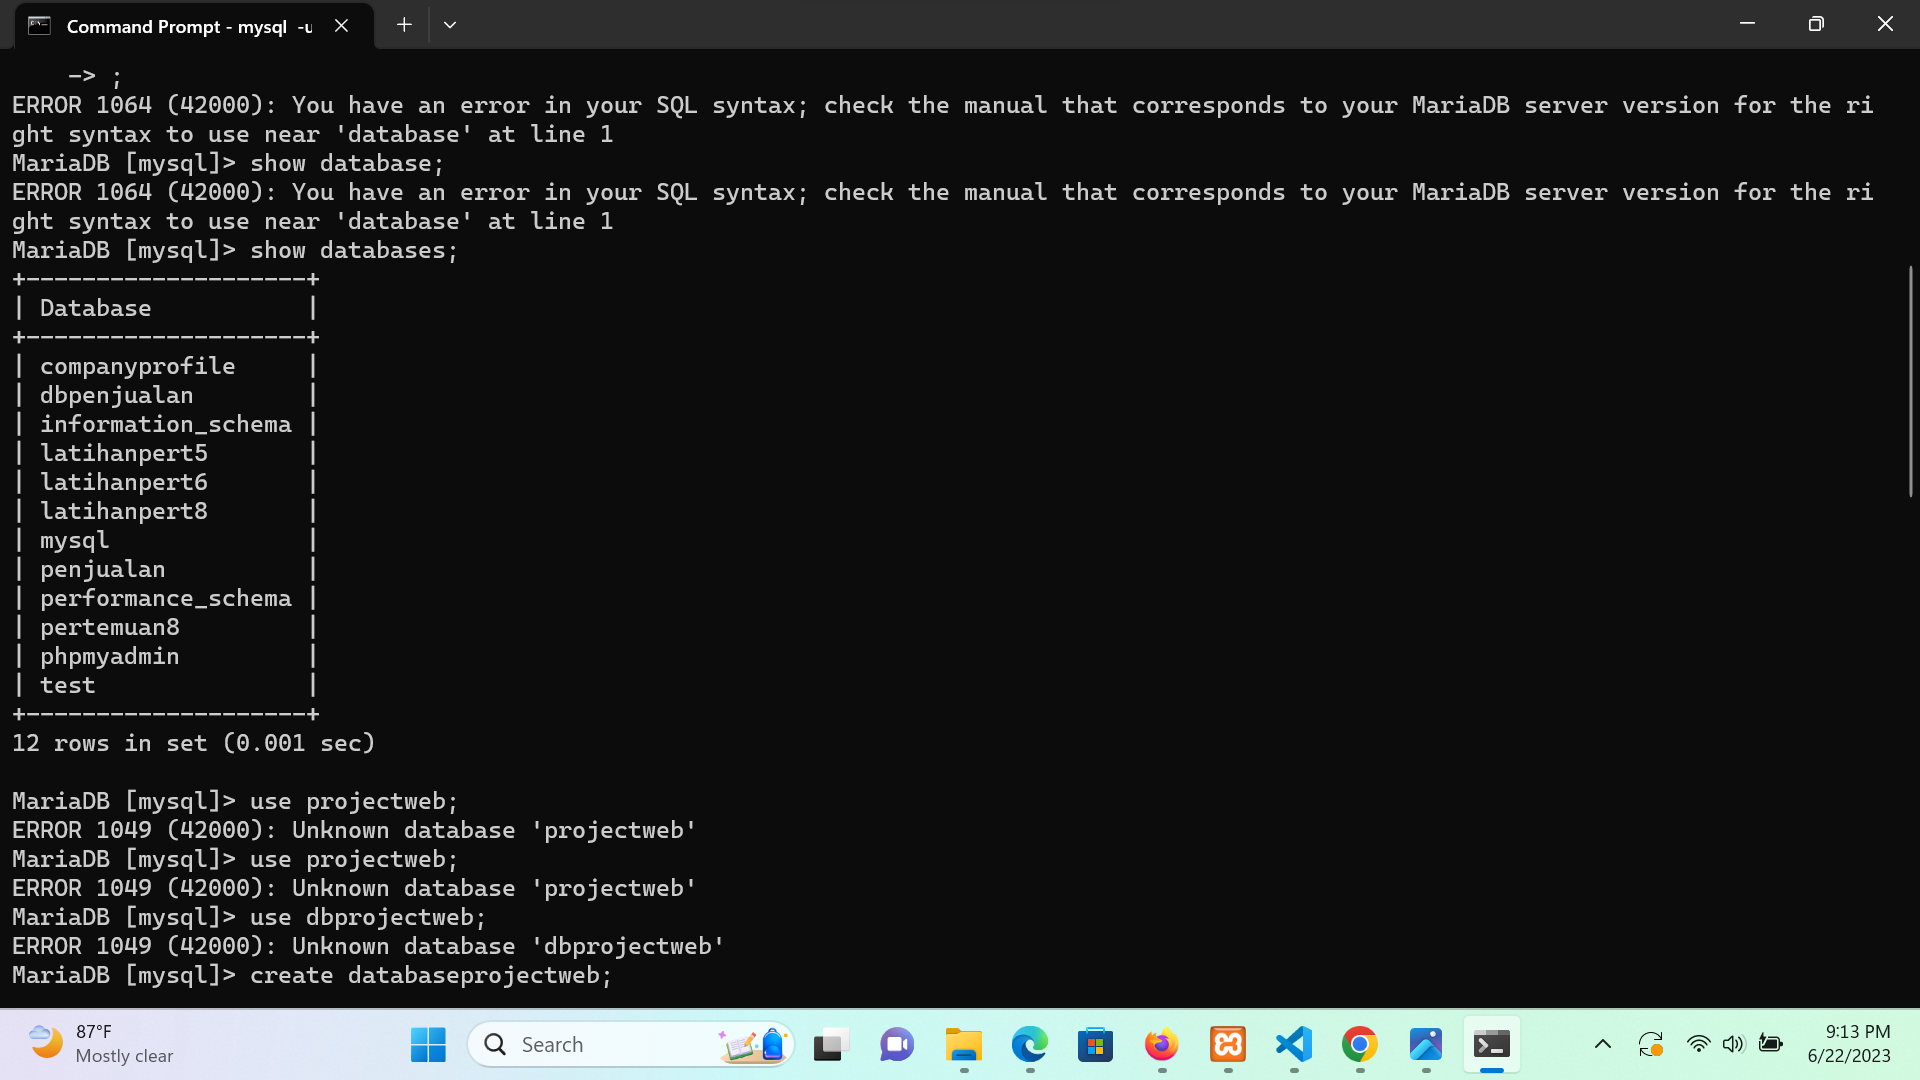 Command Prompt - mysql -u
-> ;
ERROR 1064 (42000): You have an error in your SQL syntax; check the manual that corresponds to your MariaDB server version for the ri
ght syntax to use near 'database' at line 1
MariaDB [mysql]> show database;
ERROR 1064 (42000): You have an error in your SQL syntax; check the manual that corresponds to your MariaDB server version for the ri
ght syntax to use near 'database' at line 1
MariaDB [mysql]> show databases;
+--------------------+
| Database           |
+--------------------+
| companyprofile     |
| dbpenjualan        |
| information_schema |
| latihanpert5       |
| latihanpert6       |
| latihanpert8       |
| mysql              |
| penjualan          |
| performance_schema |
| pertemuan8         |
| phpmyadmin         |
| test               |
+--------------------+
12 rows in set (0.001 sec)
MariaDB [mysql]> use projectweb;
ERROR 1049 (42000): Unknown database 'projectweb'
MariaDB [mysql]> use projectweb;
ERROR 1049 (42000): Unknown database 'projectweb'
MariaDB [mysql]> use dbprojectweb;
ERROR 1049 (42000): Unknown database 'dbprojectweb'
MariaDB [mysql]> create databaseprojectweb;
87°F
Mostly clear
Search
9:13 PM
6/22/2023